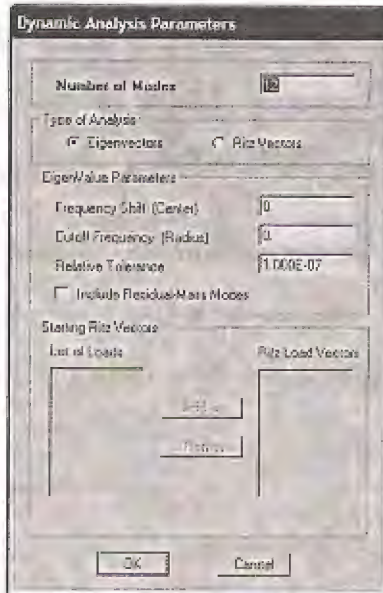 Dynamic Analysis Parameters
Number of Modes 12
Type of Analysis
Eigenvectors Ritz Vectors
EigenValue Parameters
Frequency Shift (Center) 0.
Cutoff Frequency (Radius) 0.
Relative Tolerance 1.000E-07
Include Residual-Mass Modes
Starting Ritz Vectors
List of Loads Ritz Load Vectors
OK Cancel